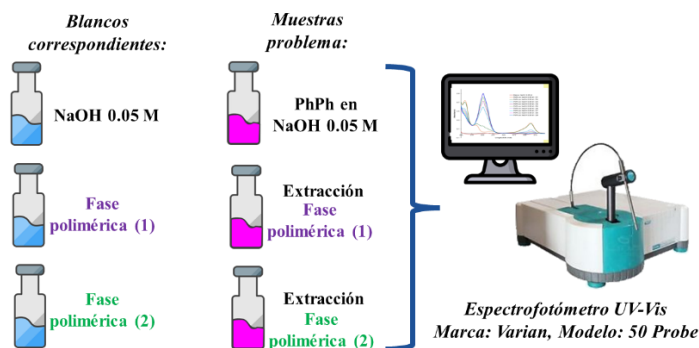 Blancos
correspondientes:
Muestras
problema:
NaOH 0.05 M
PhPh en
NaOH 0.05 M
Fase
polimérica (1)
Extracción
Fase
polimérica (1)
Fase
polimérica (2)
Extracción
Fase
polimérica (2)
Espectrofotómetro UV-Vis
Marca: Varian, Modelo: 50 Probe